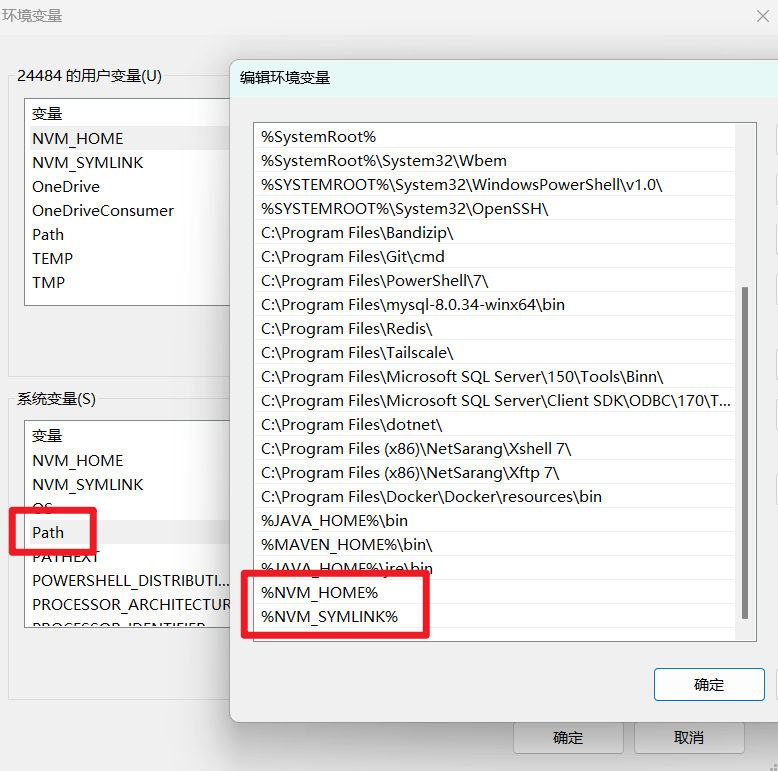 环境变量
24484 的用户变量(U)
变量
NVM_HOME
NVM_SYMLINK
OneDrive
OneDriveConsumer
Path
TEMP
TMP
系统变量(S)
变量
NVM_HOME
NVM_SYMLINK
OS
Path
PATHEXT
POWERSHELL_DISTRIBUTI...
PROCESSOR_ARCHITECTUR
PROCESSOR_IDENTIFIER
编辑环境变量
%SystemRoot%
%SystemRoot%\System32\Wbem
%SYSTEMROOT%\System32\WindowsPowerShell\v1.0\
%SYSTEMROOT%\System32\OpenSSH\
C:\Program Files\Bandizip\
C:\Program Files\Git\cmd
C:\Program Files\PowerShell\7\
C:\Program Files\mysql-8.0.34-winx64\bin
C:\Program Files\Redis\
C:\Program Files\Tailscale\
C:\Program Files\Microsoft SQL Server\150\Tools\Binn\
C:\Program Files\Microsoft SQL Server\Client SDK\ODBC\170\T...
C:\Program Files\dotnet\
C:\Program Files (x86)\NetSarang\Xshell 7\
C:\Program Files (x86)\NetSarang\Xftp 7\
C:\Program Files\Docker\Docker\resources\bin
%JAVA_HOME%\bin
%MAVEN_HOME%\bin\
%JAVA_HOME%\jre\bin
%NVM_HOME%
%NVM_SYMLINK%
确定
确定
取消